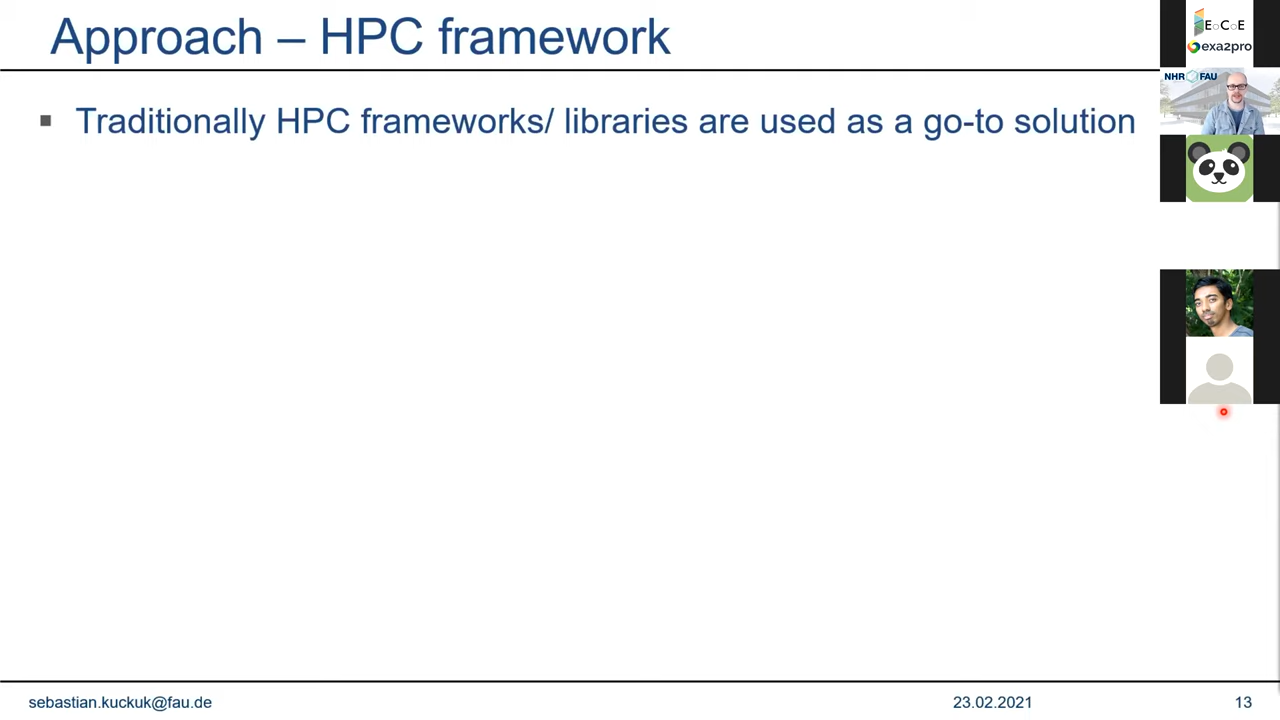 Approach – HPC framework
▪ Traditionally HPC frameworks/ libraries are used as a go-to solution
EoCoE
exa2pro
NHR FAU
sebastian.kuckuk@fau.de
23.02.2021
13